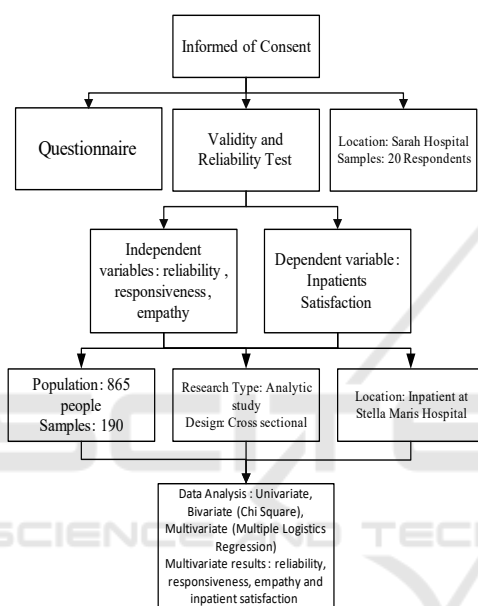 Informed of Consent
Questionnaire
Validity and
Reliability Test
Location: Sarah Hospital
Samples: 20 Respondents
Independent
variables: reliability ,
responsiveness,
empathy
Dependent variable:
Inpatients
Satisfaction
Population: 865
people
Samples: 190
Research Type: Analytic
study
Design: Cross sectional
Location: Inpatient at
Stella Maris Hospital
Data Analysis : Univariate,
Bivariate (Chi Square),
Multivariate (Multiple Logistics
Regression)
Multivariate results : reliability,
responsiveness, empathy and
inpatient satisfaction
SCIENCE AND TECH